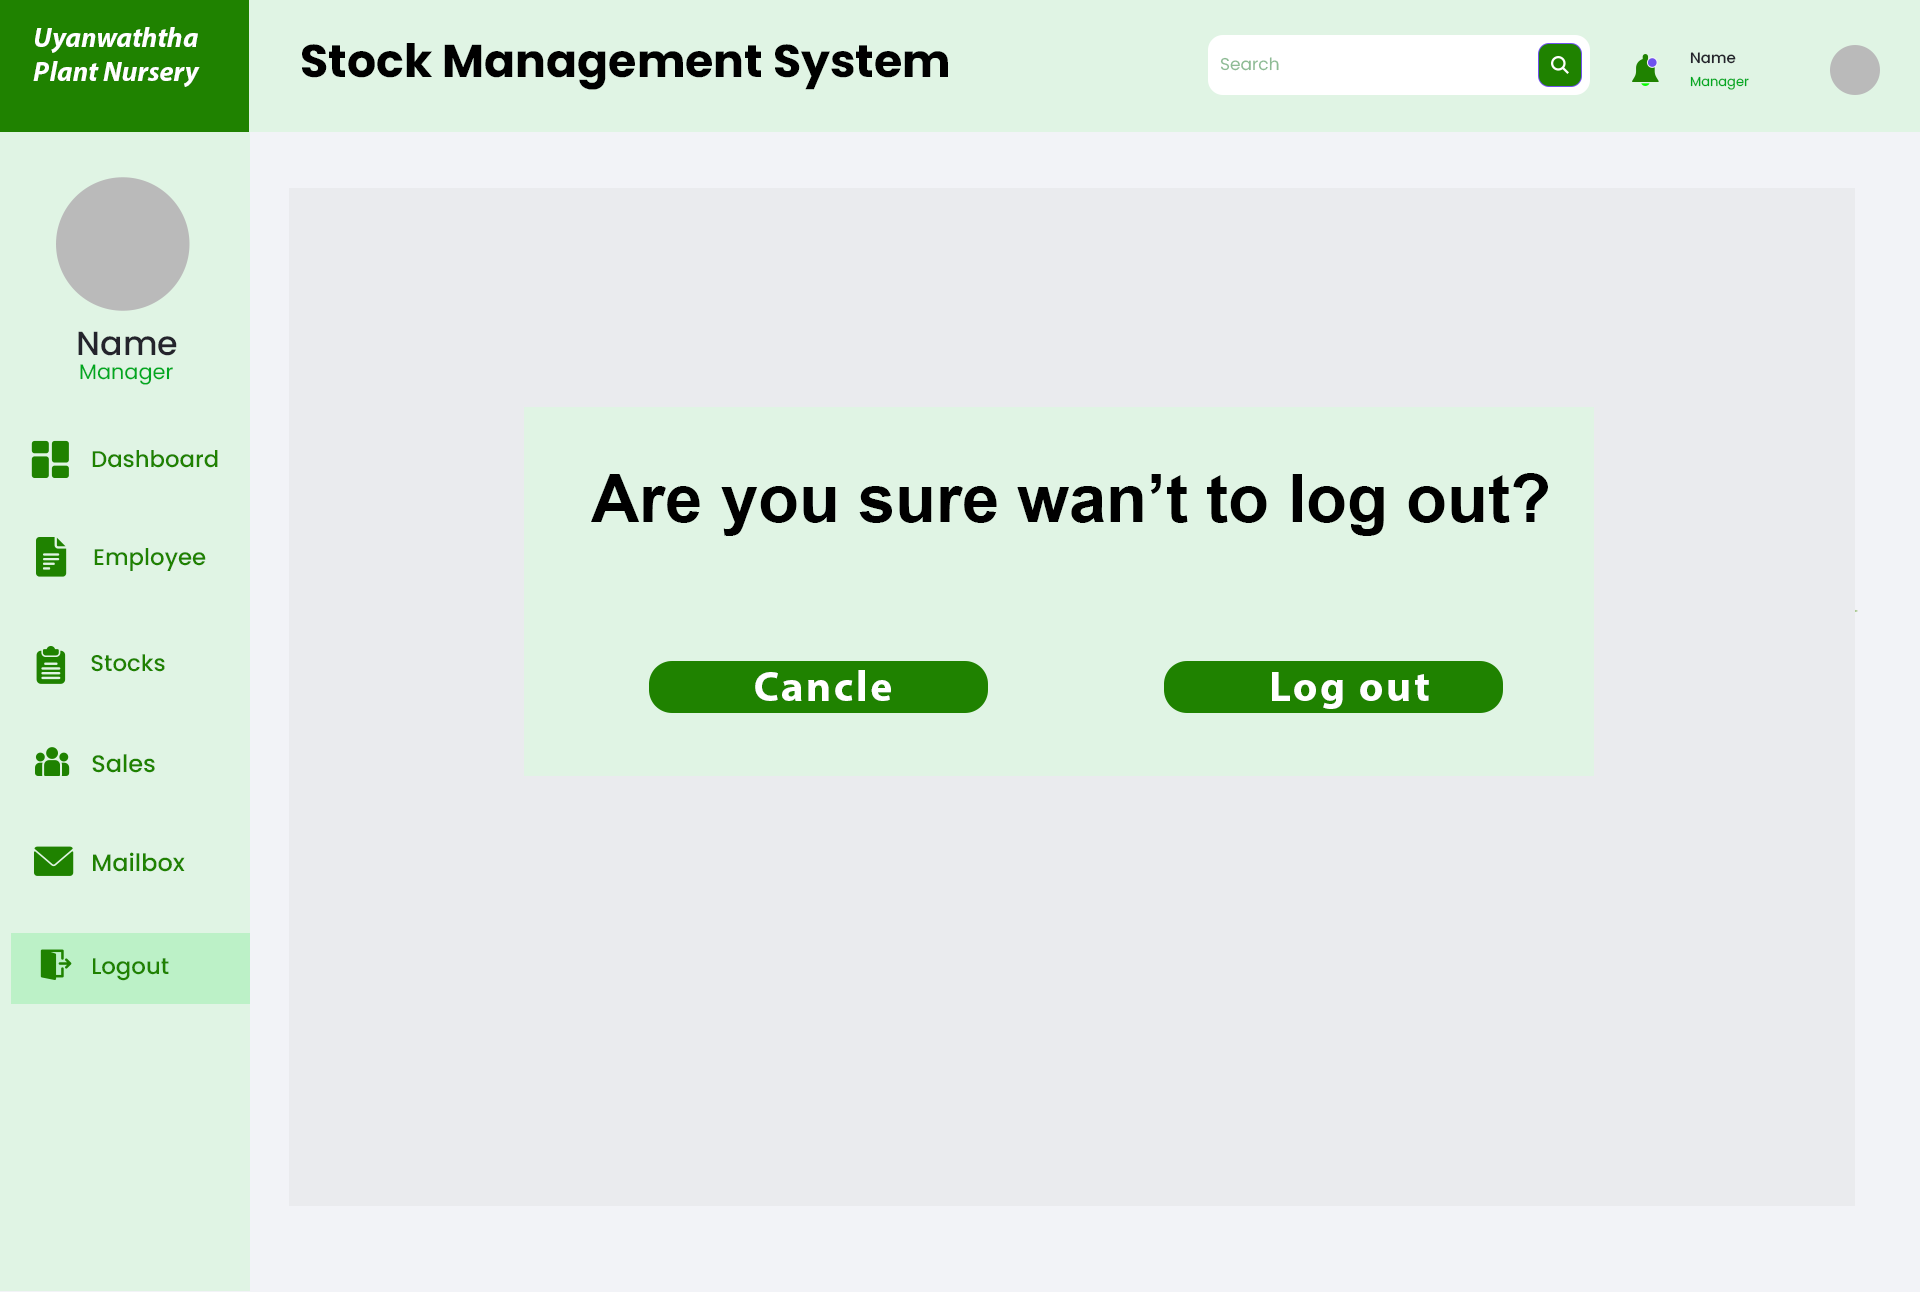 Uyanwaththa
Plant Nursery
Stock Management System
Search
Name
Manager
Name
Manager
Dashboard
Employee
Stocks
Sales
Mailbox
Logout
Are you sure wan’t to log out?
Cancle
Log out